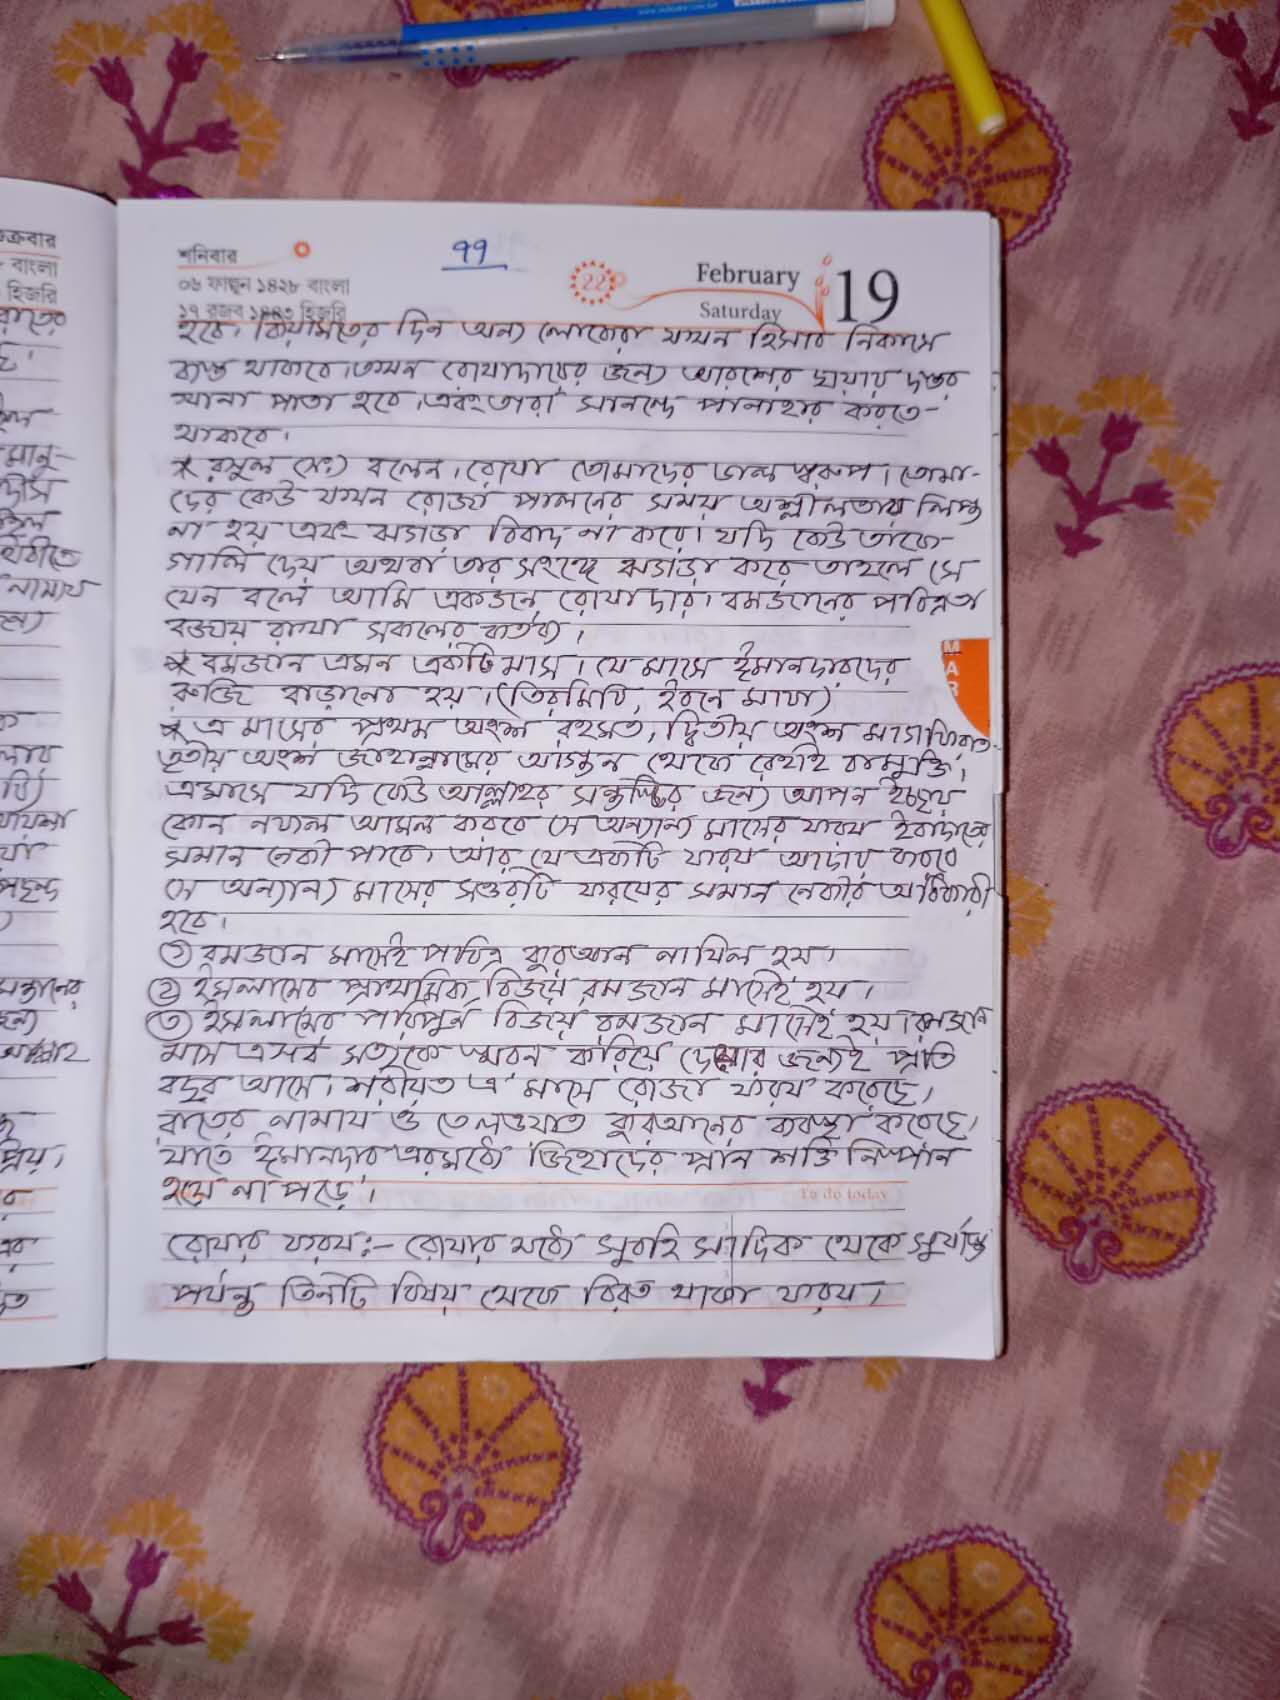 শনিবার
০৬ ফাল্গুন ১৪২৮ বাংলা
১৭ রজব ১৪৪৩ হিজরি
৭৭
22
February
Saturday
19
হবে। কিয়ামতের দিন অন্য লোকেরা যখন হিসাব নিকাশে
ব্যস্ত থাকবে। তখন রোযাদারের জন্য আরশের ছায়ায় দস্তর
খানা পাতা হবে। এবং তারা সানন্দে পানাহার করতে-
থাকবে।
* রসুল (সঃ) বলেন। রোযা তোমাদের ঢাল স্বরুপ। তোমা-
দের কেউ যখন রোজা পালনের সময় অশ্লীলতায় লিপ্ত
না হয় এবং ঝগড়া বিবাদ না করে। যদি কেউ তাকে
গালি দেয় অথবা তার সংঙ্গে ঝগড়া করে তাহলে সে
যেন বলে আমি একজন রোযাদার। রমজানের পবিত্রতা
বজায় রাখা সকলের কর্তব্য।
* রমজান এমন একটি মাস। যে মাসে ঈমানদারদের
রুজি বাড়ানো হয়। (তিরমিযি, ইবনে মাযা)
* এ মাসের প্রথম অংশ রহমত, দ্বিতীয় অংশ মাগফিরাত
তৃতীয় অংশ জাহান্নামের আগুন থেকে রেহাই বা মুক্তি।
এমাসে যদি কেউ আল্লাহর সন্তুষ্টির জন্য আপন ইচ্ছায়
কোন নফল আমল করবে সে অন্যান্য মাসের ফরয ইবাদতের
সমান নেকী পাবে। আর যে একটি ফরয আদায় করবে
সে অন্যান্য মাসের সত্তরটি ফরযের সমান নেকীর অধিকারী
হবে।
① রমজান মাসেই পবিত্র কুরআন নাযিল হয়।
② ইসলামের প্রাথমিক বিজয় রমজান মাসেই হয়।
③ ইসলামের পরিপুর্ন বিজয় রমজান মাসেই হয়। রমজান
মাস এসব সত্যকে স্মরন করিয়ে দেবার জন্যই প্রতি
বছর আসে। শরীয়ত এ মাসে রোজা ফরয করেছে,
রাতের নামায ও তেলওয়াত কুরআনের ব্যবস্থা করেছে,
যাতে ঈমানদার এরমধ্যে জিহাদের প্রান শক্তি নিস্পান
হয়ে না পড়ে।
To do today
রোযার ফরয:- রোযার মধ্যে সুবহি সাদিক থেকে সুর্যাস্ত
পর্যন্ত তিনটি বিষয় থেকে বিরত থাকা ফরয।
MAR
ক্রবার
বাংলা
হিজরি